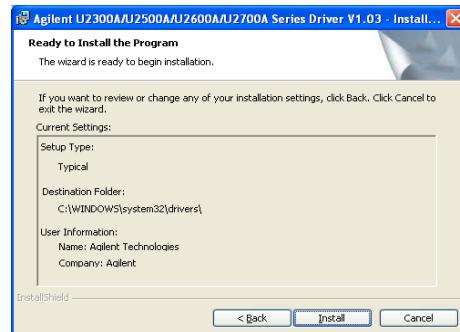 Agilent U2300A/U2500A/U2600A/U2700A Series Driver V1.03 - Install...
Ready to Install the Program
The wizard is ready to begin installation.
If you want to review or change any of your installation settings, click Back. Click Cancel to
exit the wizard.
Current Settings:
Setup Type:
Typical
Destination Folder:
C:\WINDOWS\system32\drivers\
User Information:
Name: Agilent Technologies
Company: Agilent
InstallShield
< Back
Install
Cancel